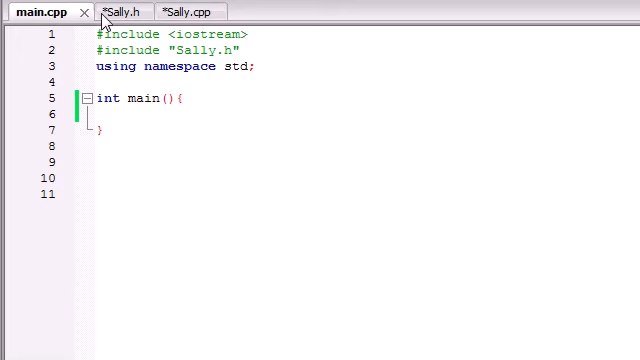 main.cpp *Sally.h *Sally.cpp
1 #include <iostream>
2 #include "Sally.h"
3 using namespace std;
4
5 int main(){
6
7 }
8
9
10
11